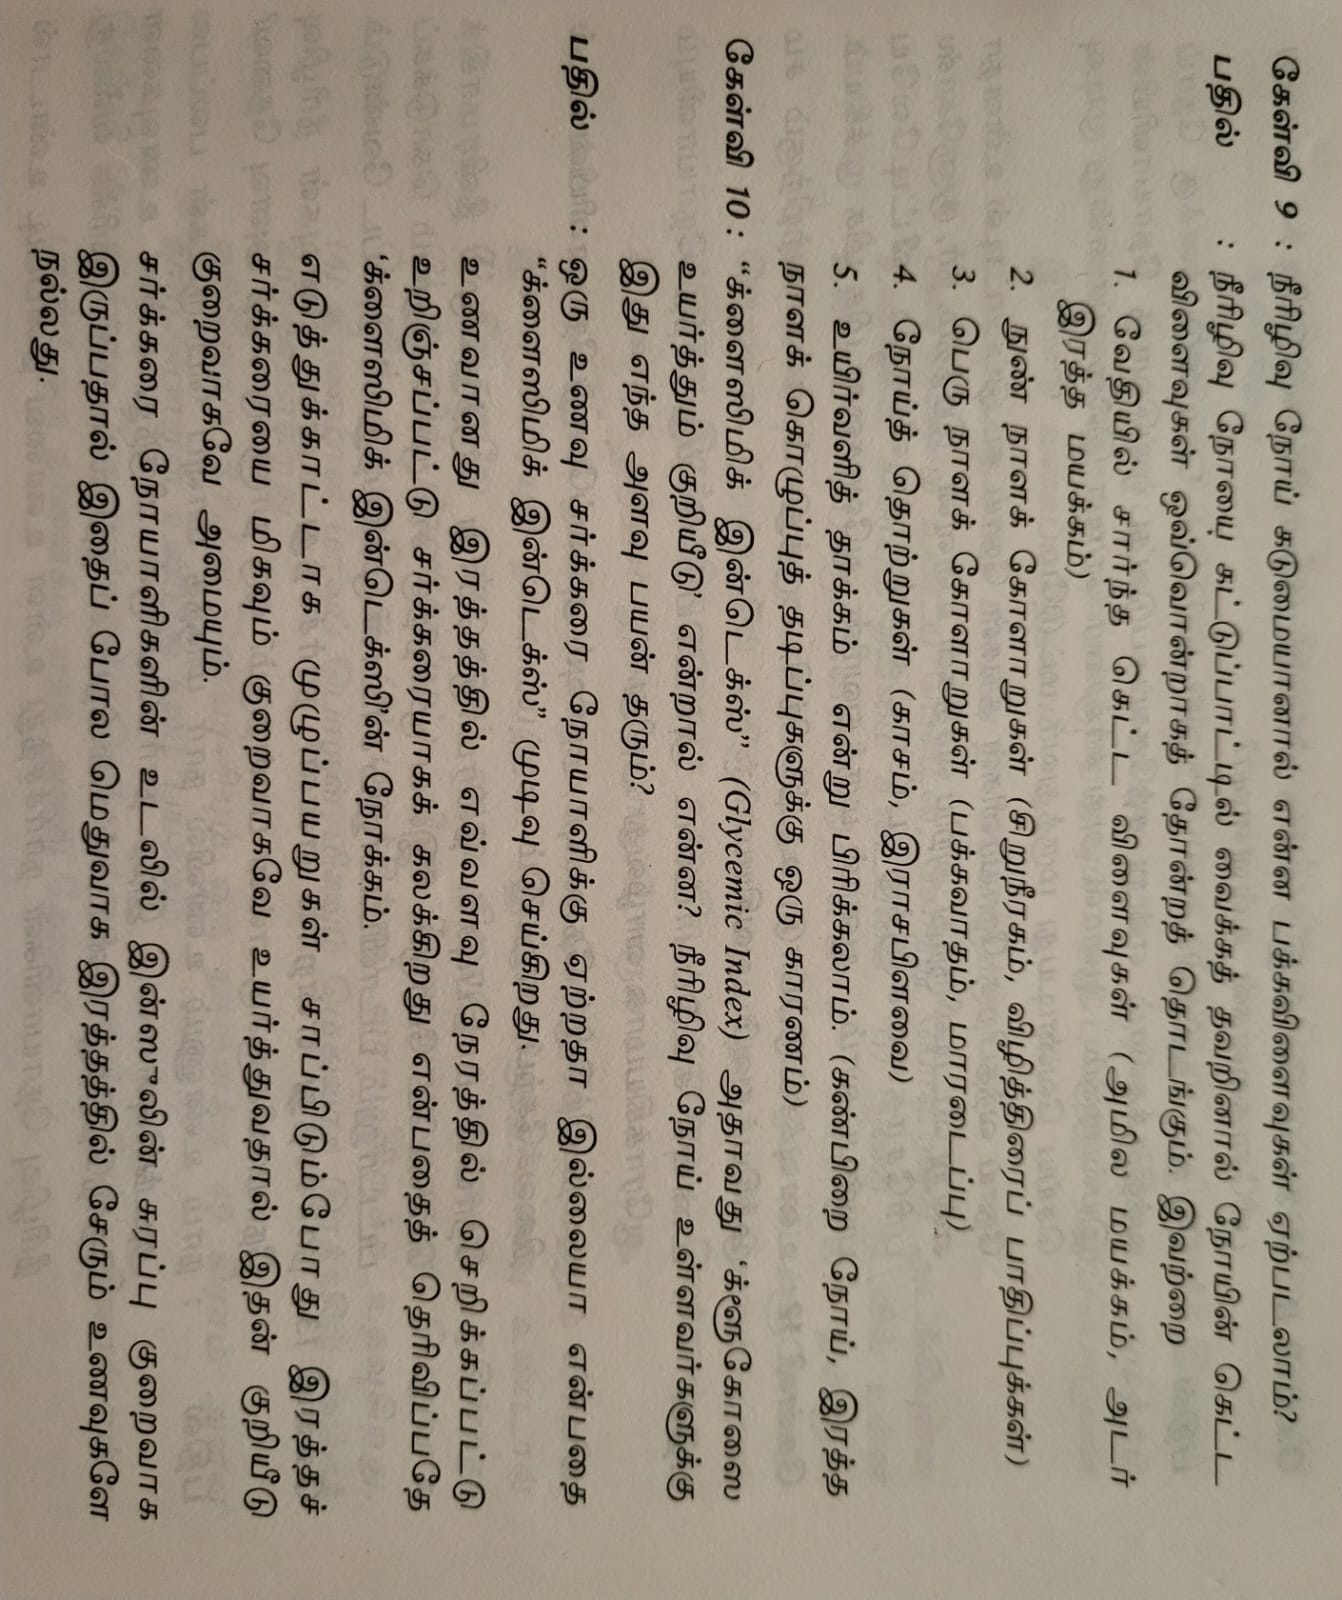 கேள்வி 9 : நீரிழிவு நோய் கடுமையானால் என்ன பக்கவிளைவுகள் ஏற்படலாம்?
பதில் : நீரிழிவு நோயை கட்டுப்பாட்டில் வைக்கத் தவறினால் நோயின் கெட்ட
விளைவுகள் ஒவ்வொன்றாகத் தோன்றத் தொடங்கும். இவற்றை
1. வேதியில் சார்ந்த கெட்ட விளைவுகள் (அமில மயக்கம், அடர்
இரத்த மயக்கம்)
2. நுண் நாளக் கோளாறுகள் (சிறுநீரகம், விழித்திரைப் பாதிப்புக்கள்)
3. பெரு நாளக் கோளாறுகள் (பக்கவாதம், மாரடைப்பு)
4. நோய்த் தொற்றுகள் (காசம், இராசபிளவை)
5. உயிர்வளித் தாக்கம் என்று பிரிக்கலாம். (கண்பிறை நோய், இரத்த
நாளக் கொழுப்புத் தடிப்புகளுக்கு ஒரு காரணம்)
கேள்வி 10 : “க்ளைஸிமிக் இன்டெக்ஸ்” (Glycemic Index) அதாவது ‘க்ளூகோஸை
உயர்த்தும் குறியீடு’ என்றால் என்ன? நீரிழிவு நோய் உள்ளவர்களுக்கு
இது எந்த அளவு பயன் தரும்?
பதில் : ஒரு உணவு சர்க்கரை நோயாளிக்கு ஏற்றதா இல்லையா என்பதை
“க்ளைஸிமிக் இன்டெக்ஸ்” முடிவு செய்கிறது.
உணவானது இரத்தத்தில் எவ்வளவு நேரத்தில் செறிக்கப்பட்டு
உறிஞ்சப்பட்டு சர்க்கரையாகக் கலக்கிறது என்பதைத் தெரிவிப்பதே
‘க்ளைஸிமிக் இன்டெக்ஸி’ன் நோக்கம்.
எடுத்துக்காட்டாக முழுப்பயறுகள் சாப்பிடும்போது இரத்தச்
சர்க்கரையை மிகவும் குறைவாகவே உயர்த்துவதால் இதன் குறியீடு
குறைவாகவே அமையும்.
சர்க்கரை நோயாளிகளின் உடலில் இன்ஸுலின் சுரப்பு குறைவாக
இருப்பதால் இதைப் போல மெதுவாக இரத்தத்தில் சேரும் உணவுகளே
நல்லது.